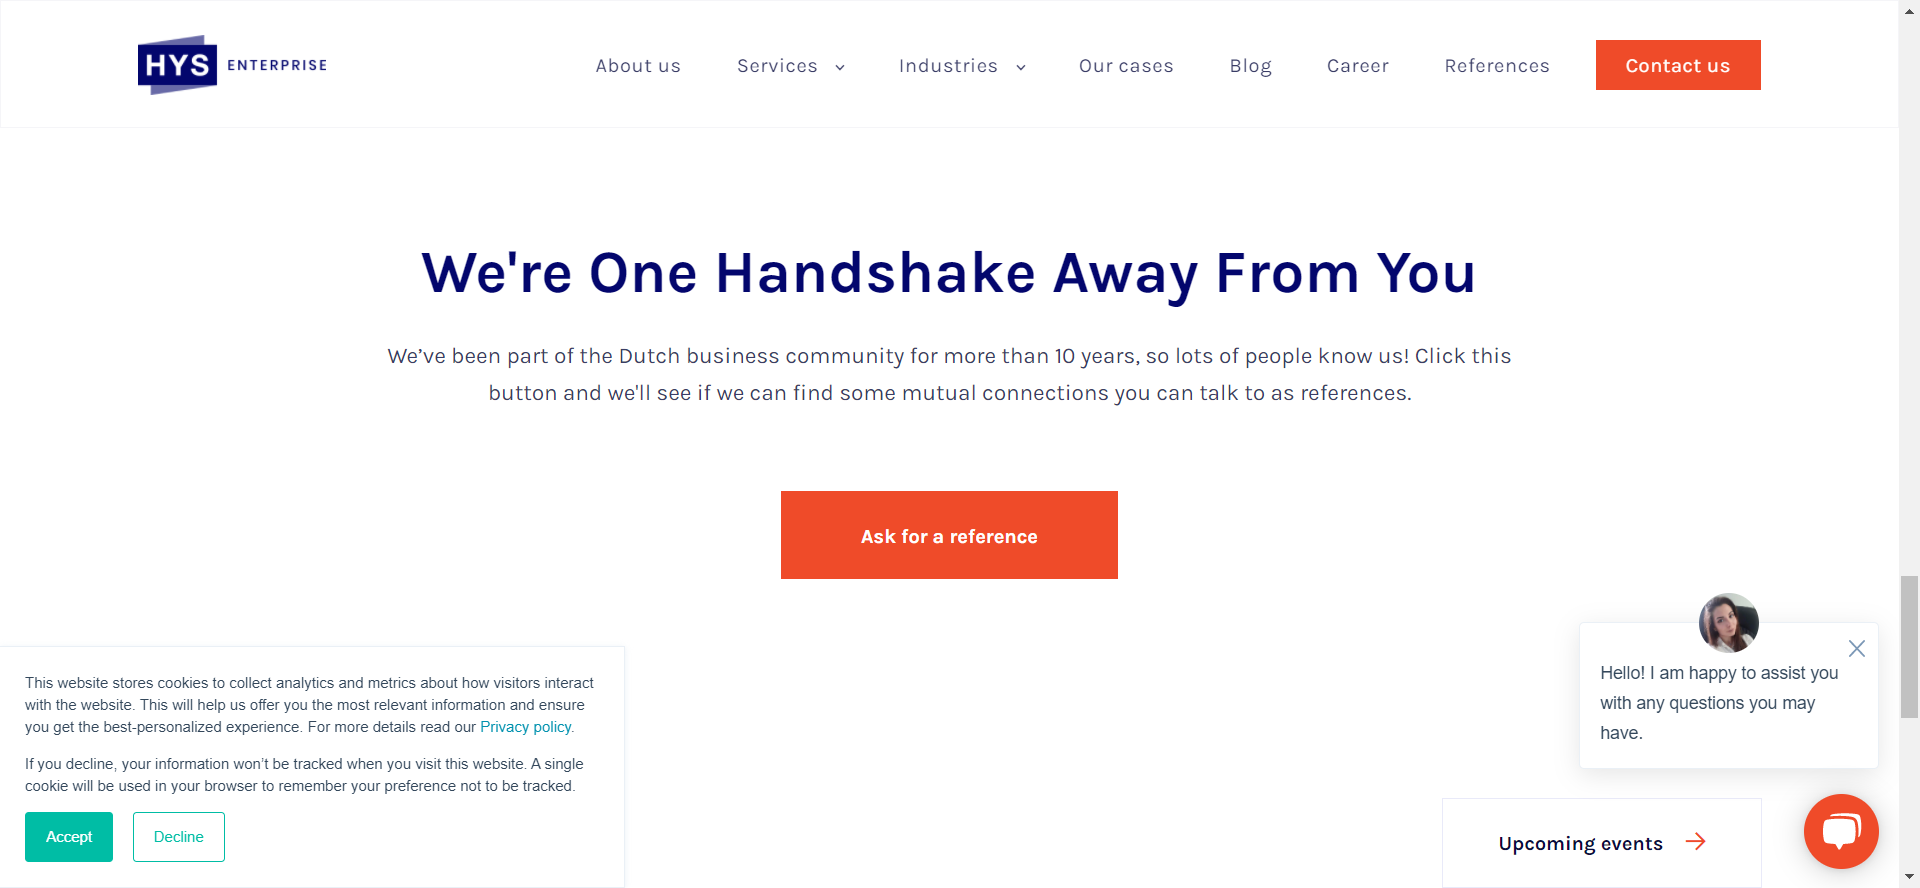 HYS ENTERPRISE
About us
Services
Industries
Our cases
Blog
Career
References
Contact us
We're One Handshake Away From You
We’ve been part of the Dutch business community for more than 10 years, so lots of people know us! Click this
button and we'll see if we can find some mutual connections you can talk to as references.
Ask for a reference
This website stores cookies to collect analytics and metrics about how visitors interact
with the website. This will help us offer you the most relevant information and ensure
you get the best-personalized experience. For more details read our Privacy policy.
If you decline, your information won’t be tracked when you visit this website. A single
cookie will be used in your browser to remember your preference not to be tracked.
Accept
Decline
Hello! I am happy to assist you
with any questions you may
have.
Upcoming events